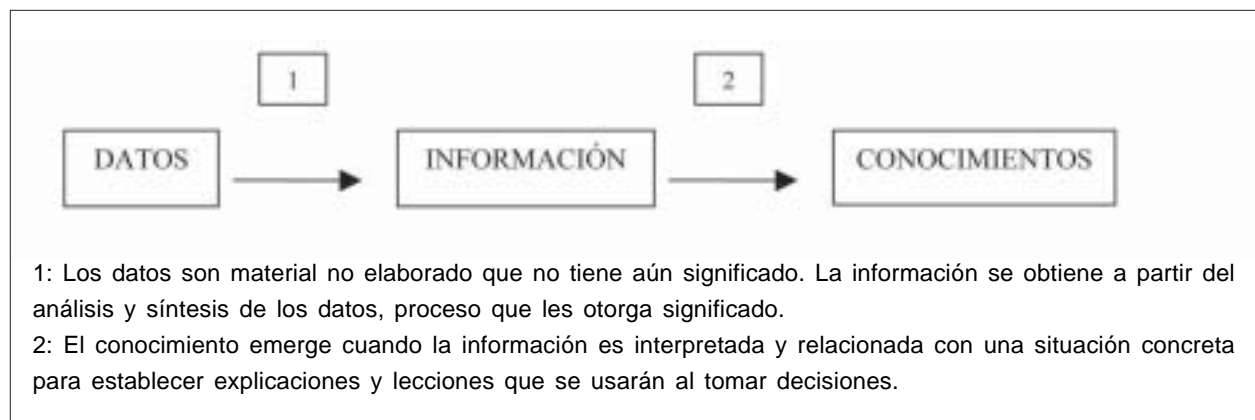 1
2
DATOS
INFORMACIÓN
CONOCIMIENTOS
1: Los datos son material no elaborado que no tiene aún significado. La información se obtiene a partir del
análisis y síntesis de los datos, proceso que les otorga significado.
2: El conocimiento emerge cuando la información es interpretada y relacionada con una situación concreta
para establecer explicaciones y lecciones que se usarán al tomar decisiones.